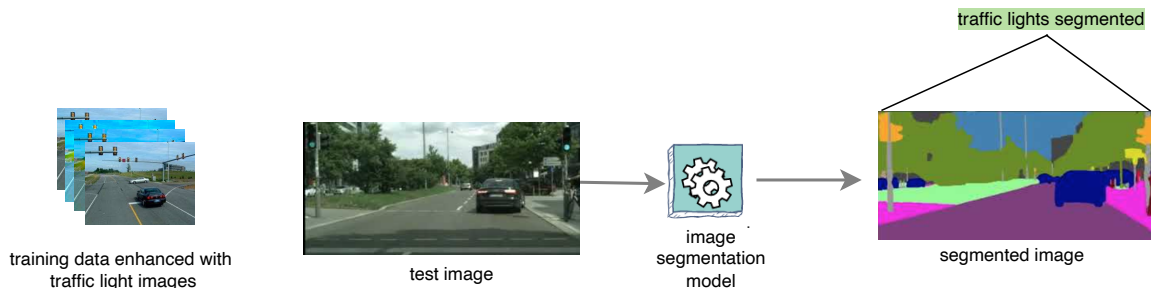 traffic lights segmented
training data enhanced with
traffic light images
test image
image
segmentation
model
segmented image